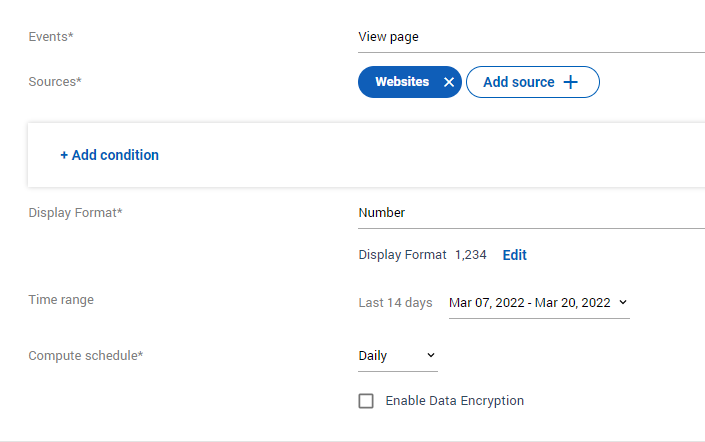 Events* View page
Sources* Websites Add source
+ Add condition
Display Format* Number
Display Format 1,234 Edit
Time range Last 14 days Mar 07, 2022 - Mar 20, 2022
Compute schedule* Daily
Enable Data Encryption